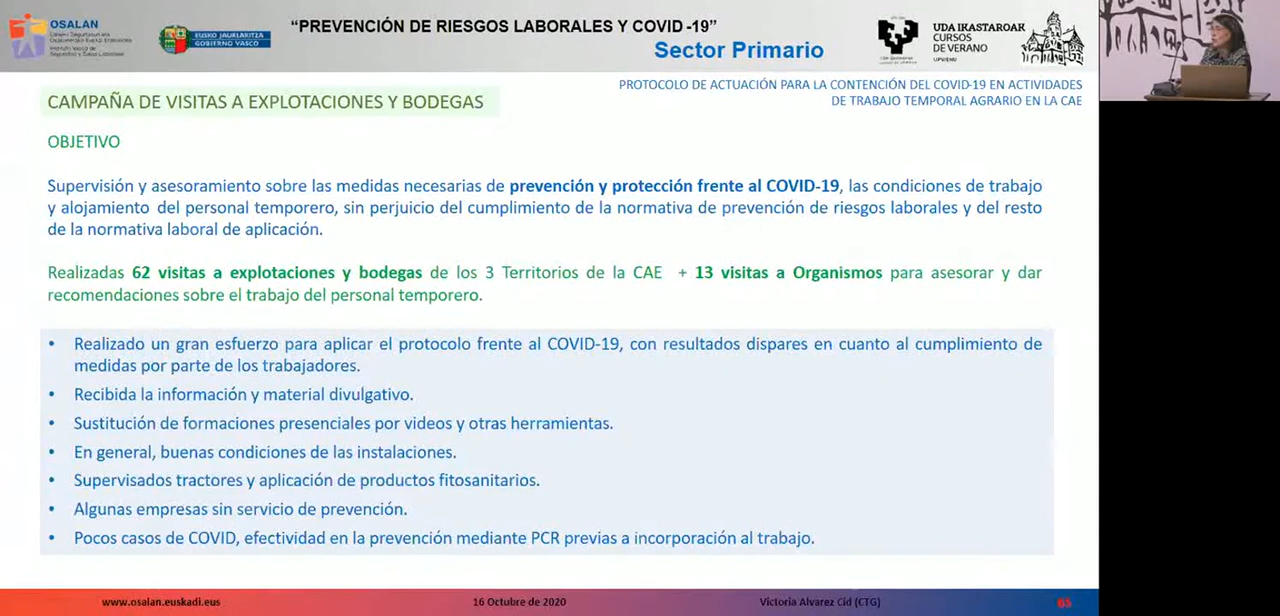 OSALAN
EUSKO JAURLARITZA
GOBIERNO VASCO
“PREVENCIÓN DE RIESGOS LABORALES Y COVID -19”
Sector Primario
UDA IKASTAROAK
CURSOS
DE VERANO
UPV/EHU
PROTOCOLO DE ACTUACIÓN PARA LA CONTENCIÓN DEL COVID-19 EN ACTIVIDADES
DE TRABAJO TEMPORAL AGRARIO EN LA CAE
CAMPAÑA DE VISITAS A EXPLOTACIONES Y BODEGAS
OBJETIVO
Supervisión y asesoramiento sobre las medidas necesarias de prevención y protección frente al COVID-19, las condiciones de trabajo
y alojamiento del personal temporero, sin perjuicio del cumplimiento de la normativa de prevención de riesgos laborales y del resto
de la normativa laboral de aplicación.
Realizadas 62 visitas a explotaciones y bodegas de los 3 Territorios de la CAE + 13 visitas a Organismos para asesorar y dar
recomendaciones sobre el trabajo del personal temporero.
• Realizado un gran esfuerzo para aplicar el protocolo frente al COVID-19, con resultados dispares en cuanto al cumplimiento de
medidas por parte de los trabajadores.
• Recibida la información y material divulgativo.
• Sustitución de formaciones presenciales por videos y otras herramientas.
• En general, buenas condiciones de las instalaciones.
• Supervisados tractores y aplicación de productos fitosanitarios.
• Algunas empresas sin servicio de prevención.
• Pocos casos de COVID, efectividad en la prevención mediante PCR previas a incorporación al trabajo.
www.osalan.euskadi.eus
16 Octubre de 2020
Victoria Alvarez Cid (CTG)
65